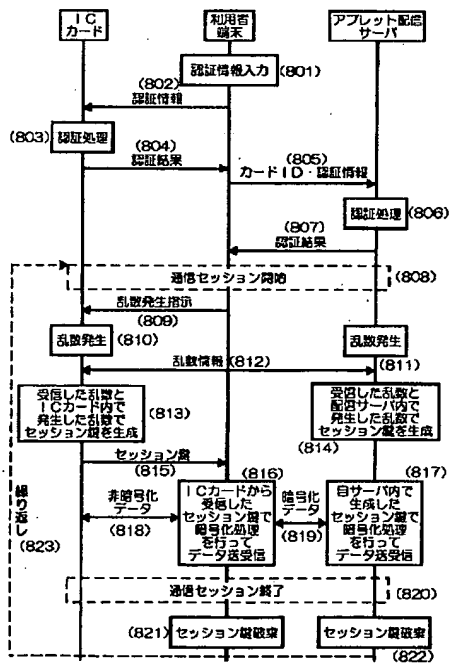 ICカード
利用者端末
アプレット配信サーバ
認証情報入力 (801)
(802)
認証情報
(803) 認証処理
(804)
認証結果
(805)
カードID・認証情報
認証処理 (806)
(807)
認証結果
通信セッション開始 (808)
乱数発生指示
(809)
乱数発生 (810)
乱数発生
(811)
乱数情報 (812)
受信した乱数と
ICカード内で
発生した乱数で
セッション鍵を生成
(813)
受信した乱数と
配信サーバ内で
発生した乱数で
セッション鍵を生成
(814)
セッション鍵
(815)
(816)
ICカードから
受信した
セッション鍵で
暗号化処理
を行って
データ送受信
(817)
自サーバ内で
生成した
セッション鍵で
暗号化処理
を行って
データ送受信
非暗号化
データ
(818)
暗号化
データ
(819)
繰り返し
(823)
通信セッション終了 (820)
(821) セッション鍵破棄
セッション鍵破棄
(822)